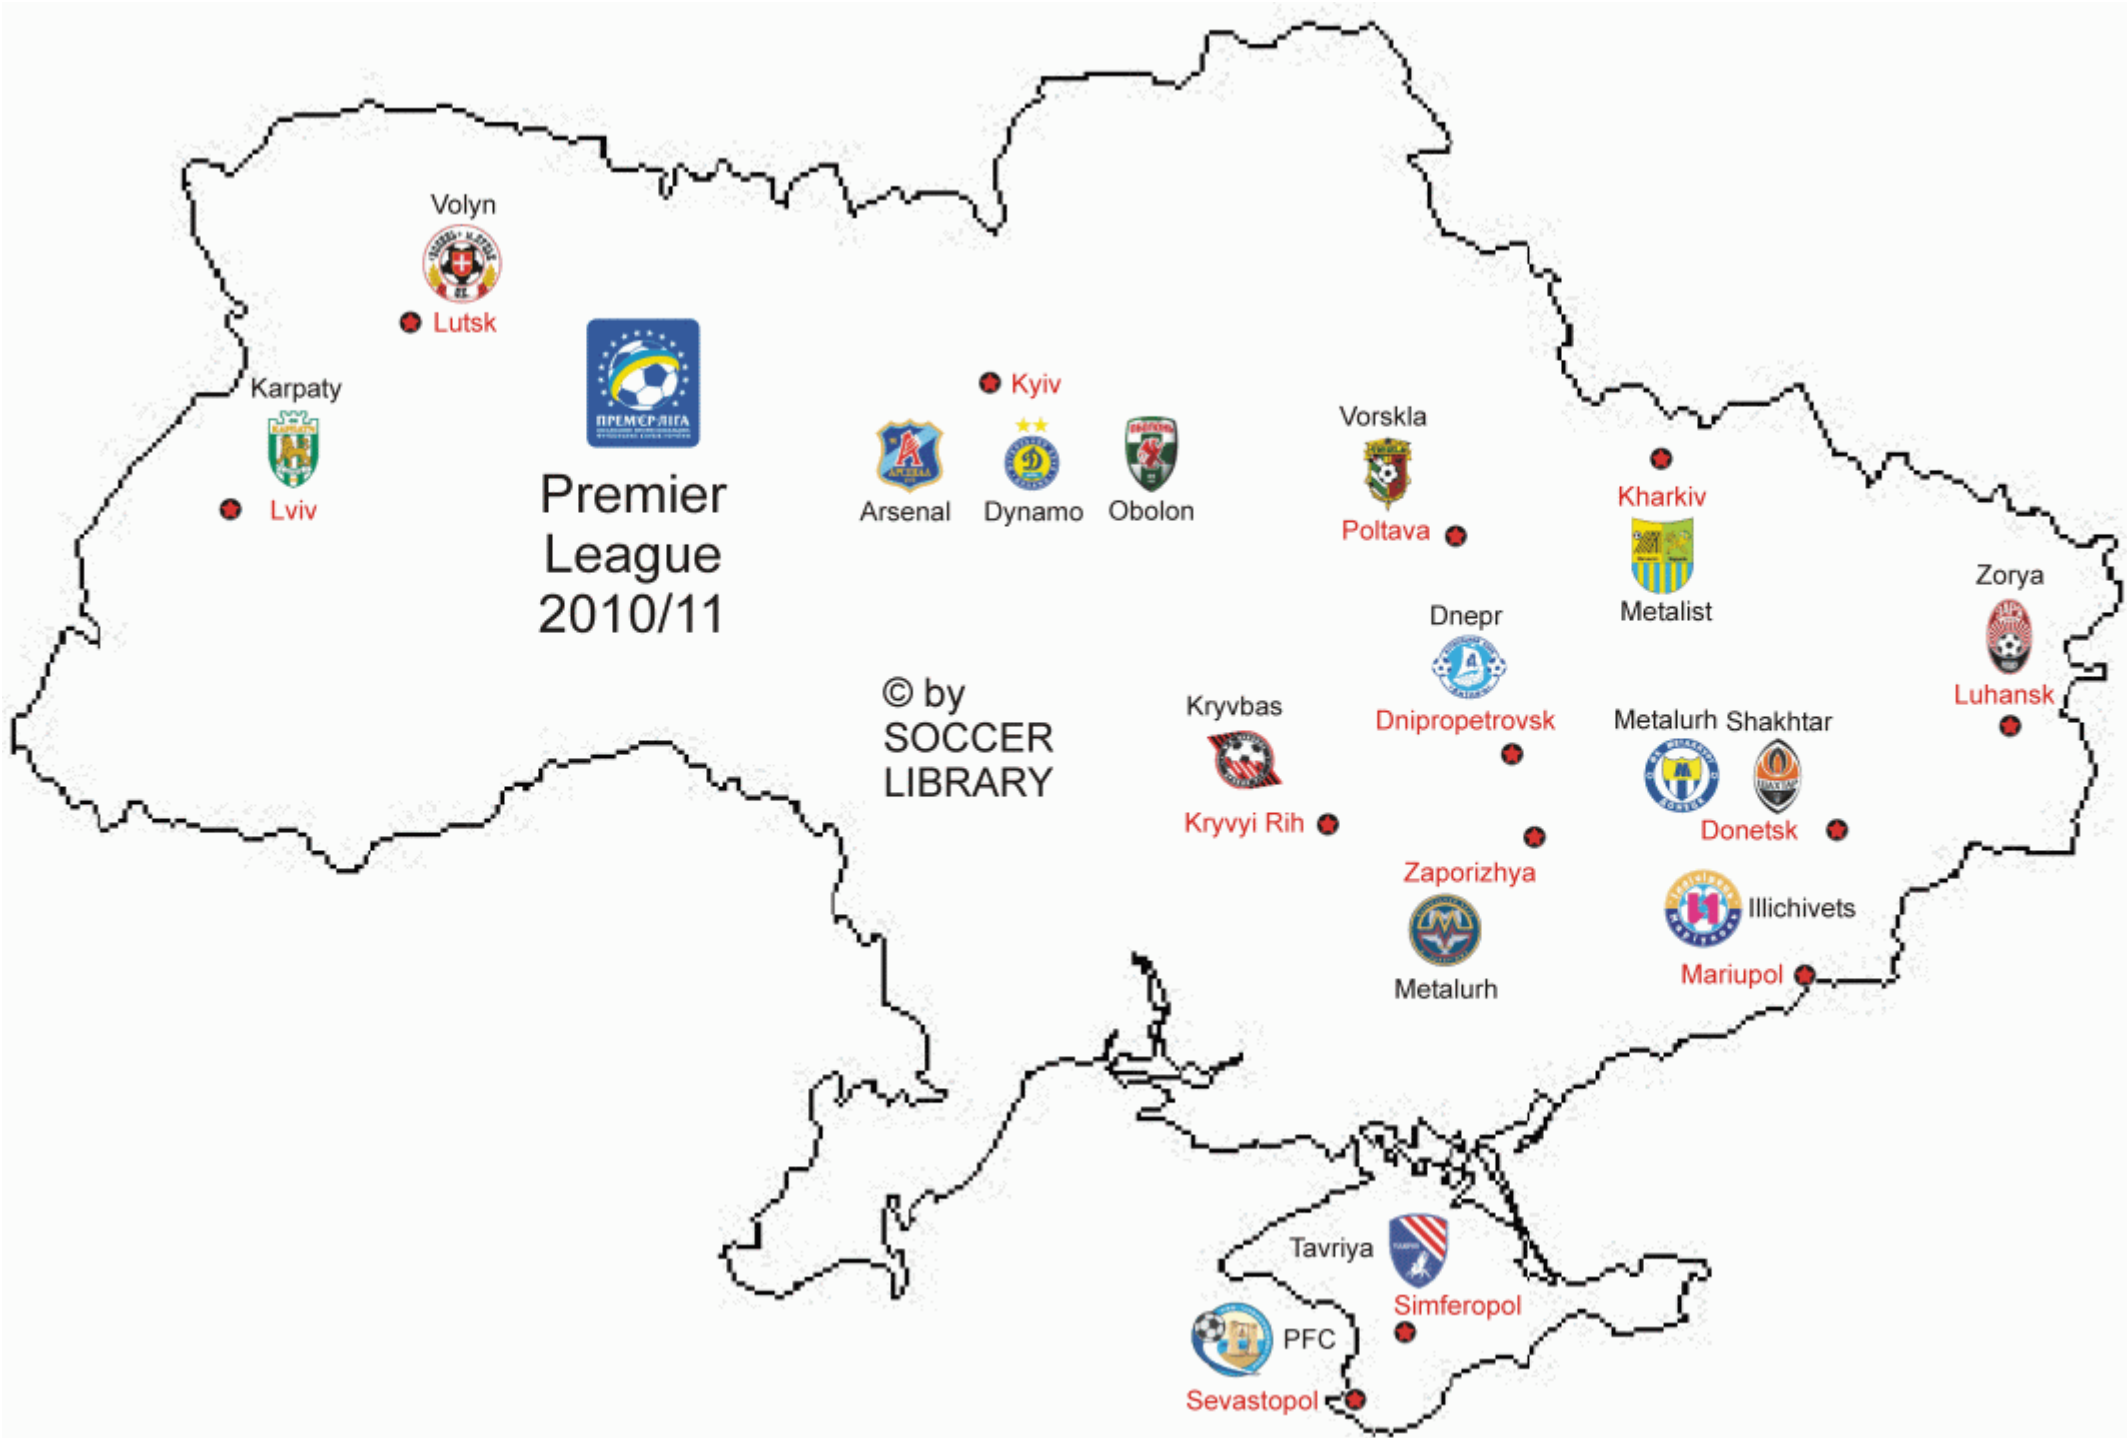 Volyn
Lutsk
Karpaty
Lviv
ПРЕМ'ЄР-ЛІГА
Premier
League
2010/11
Kyiv
Arsenal Dynamo Obolon
Vorskla
Poltava
Kharkiv
Metalist
Zorya
Luhansk
Dnepr
Dnipropetrovsk
© by
SOCCER
LIBRARY
Kryvbas
Kryvyi Rih
Metalurh Shakhtar
Donetsk
Zaporizhya
Metalurh
Illichivets
Mariupol
Tavriya
Simferopol
PFC
Sevastopol